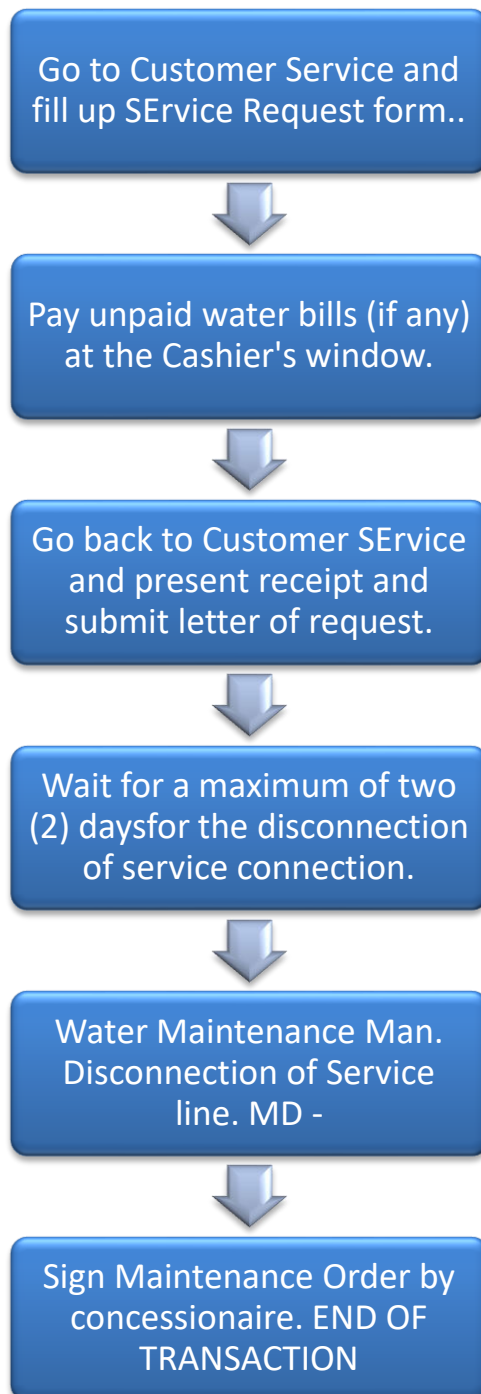 Go to Customer Service and
fill up SErvice Request form..
Pay unpaid water bills (if any)
at the Cashier's window.
Go back to Customer SErvice
and present receipt and
submit letter of request.
Wait for a maximum of two
(2) daysfor the disconnection
of service connection.
Water Maintenance Man.
Disconnection of Service
line. MD -
Sign Maintenance Order by
concessionaire. END OF
TRANSACTION